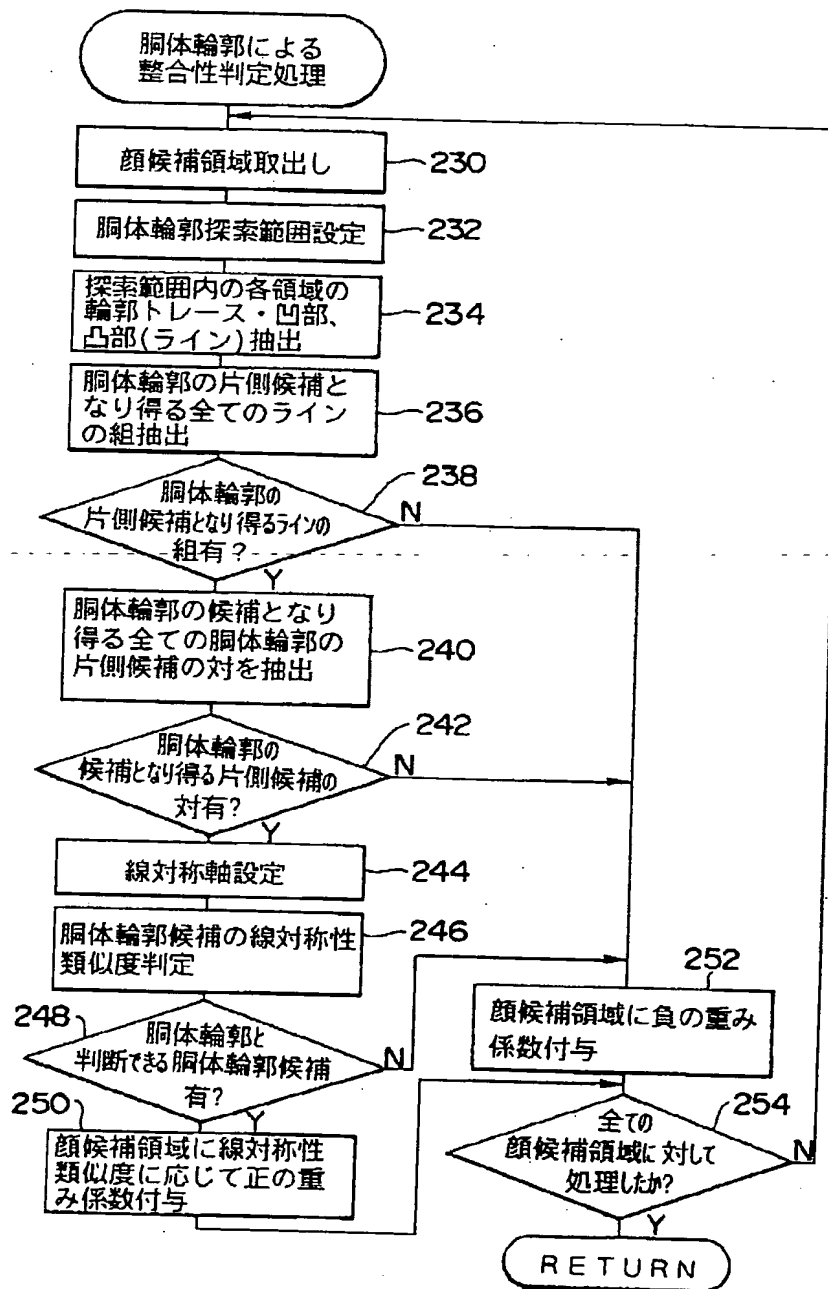 胴体輪郭による
整合性判定処理
顔候補領域取出し
230
胴体輪郭探索範囲設定
232
探索範囲内の各領域の
輪郭トレース・凹部、
凸部(ライン)抽出
234
胴体輪郭の片側候補と
なり得る全てのライン
の組抽出
236
238
胴体輪郭の
片側候補となり得るラインの
組有?
N
Y
胴体輪郭の候補となり
得る全ての胴体輪郭の
片側候補の対を抽出
240
242
胴体輪郭の
候補となり得る片側候補の
対有?
N
Y
線対称軸設定
244
胴体輪郭候補の線対称性
類似度判定
246
248
胴体輪郭と
判断できる胴体輪郭候補
有?
N
Y
250
顔候補領域に線対称性
類似度に応じて正の重
み係数付与
252
顔候補領域に負の重み
係数付与
254
全ての
顔候補領域に対して
処理したか?
N
Y
RETURN